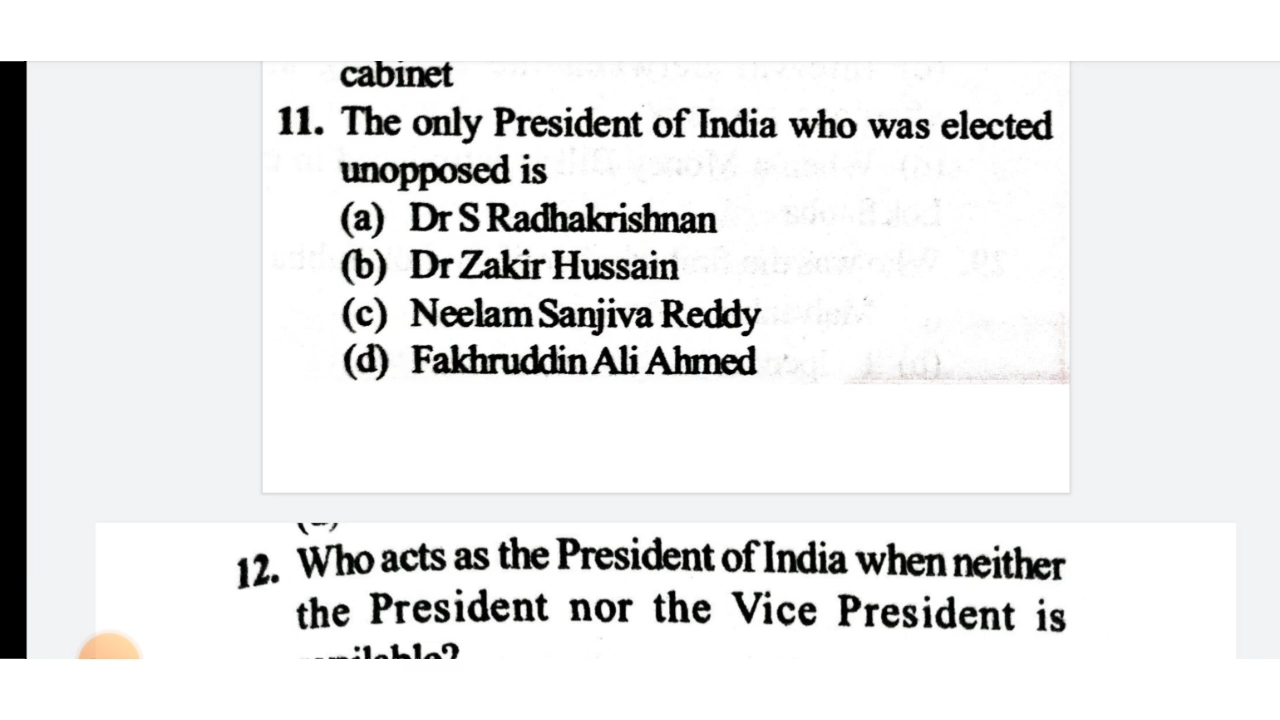 cabinet
11. The only President of India who was elected
unopposed is
(a) Dr S Radhakrishnan
(b) Dr Zakir Hussain
(c) Neelam Sanjiva Reddy
(d) Fakhruddin Ali Ahmed
12. Who acts as the President of India when neither
the President nor the Vice President is